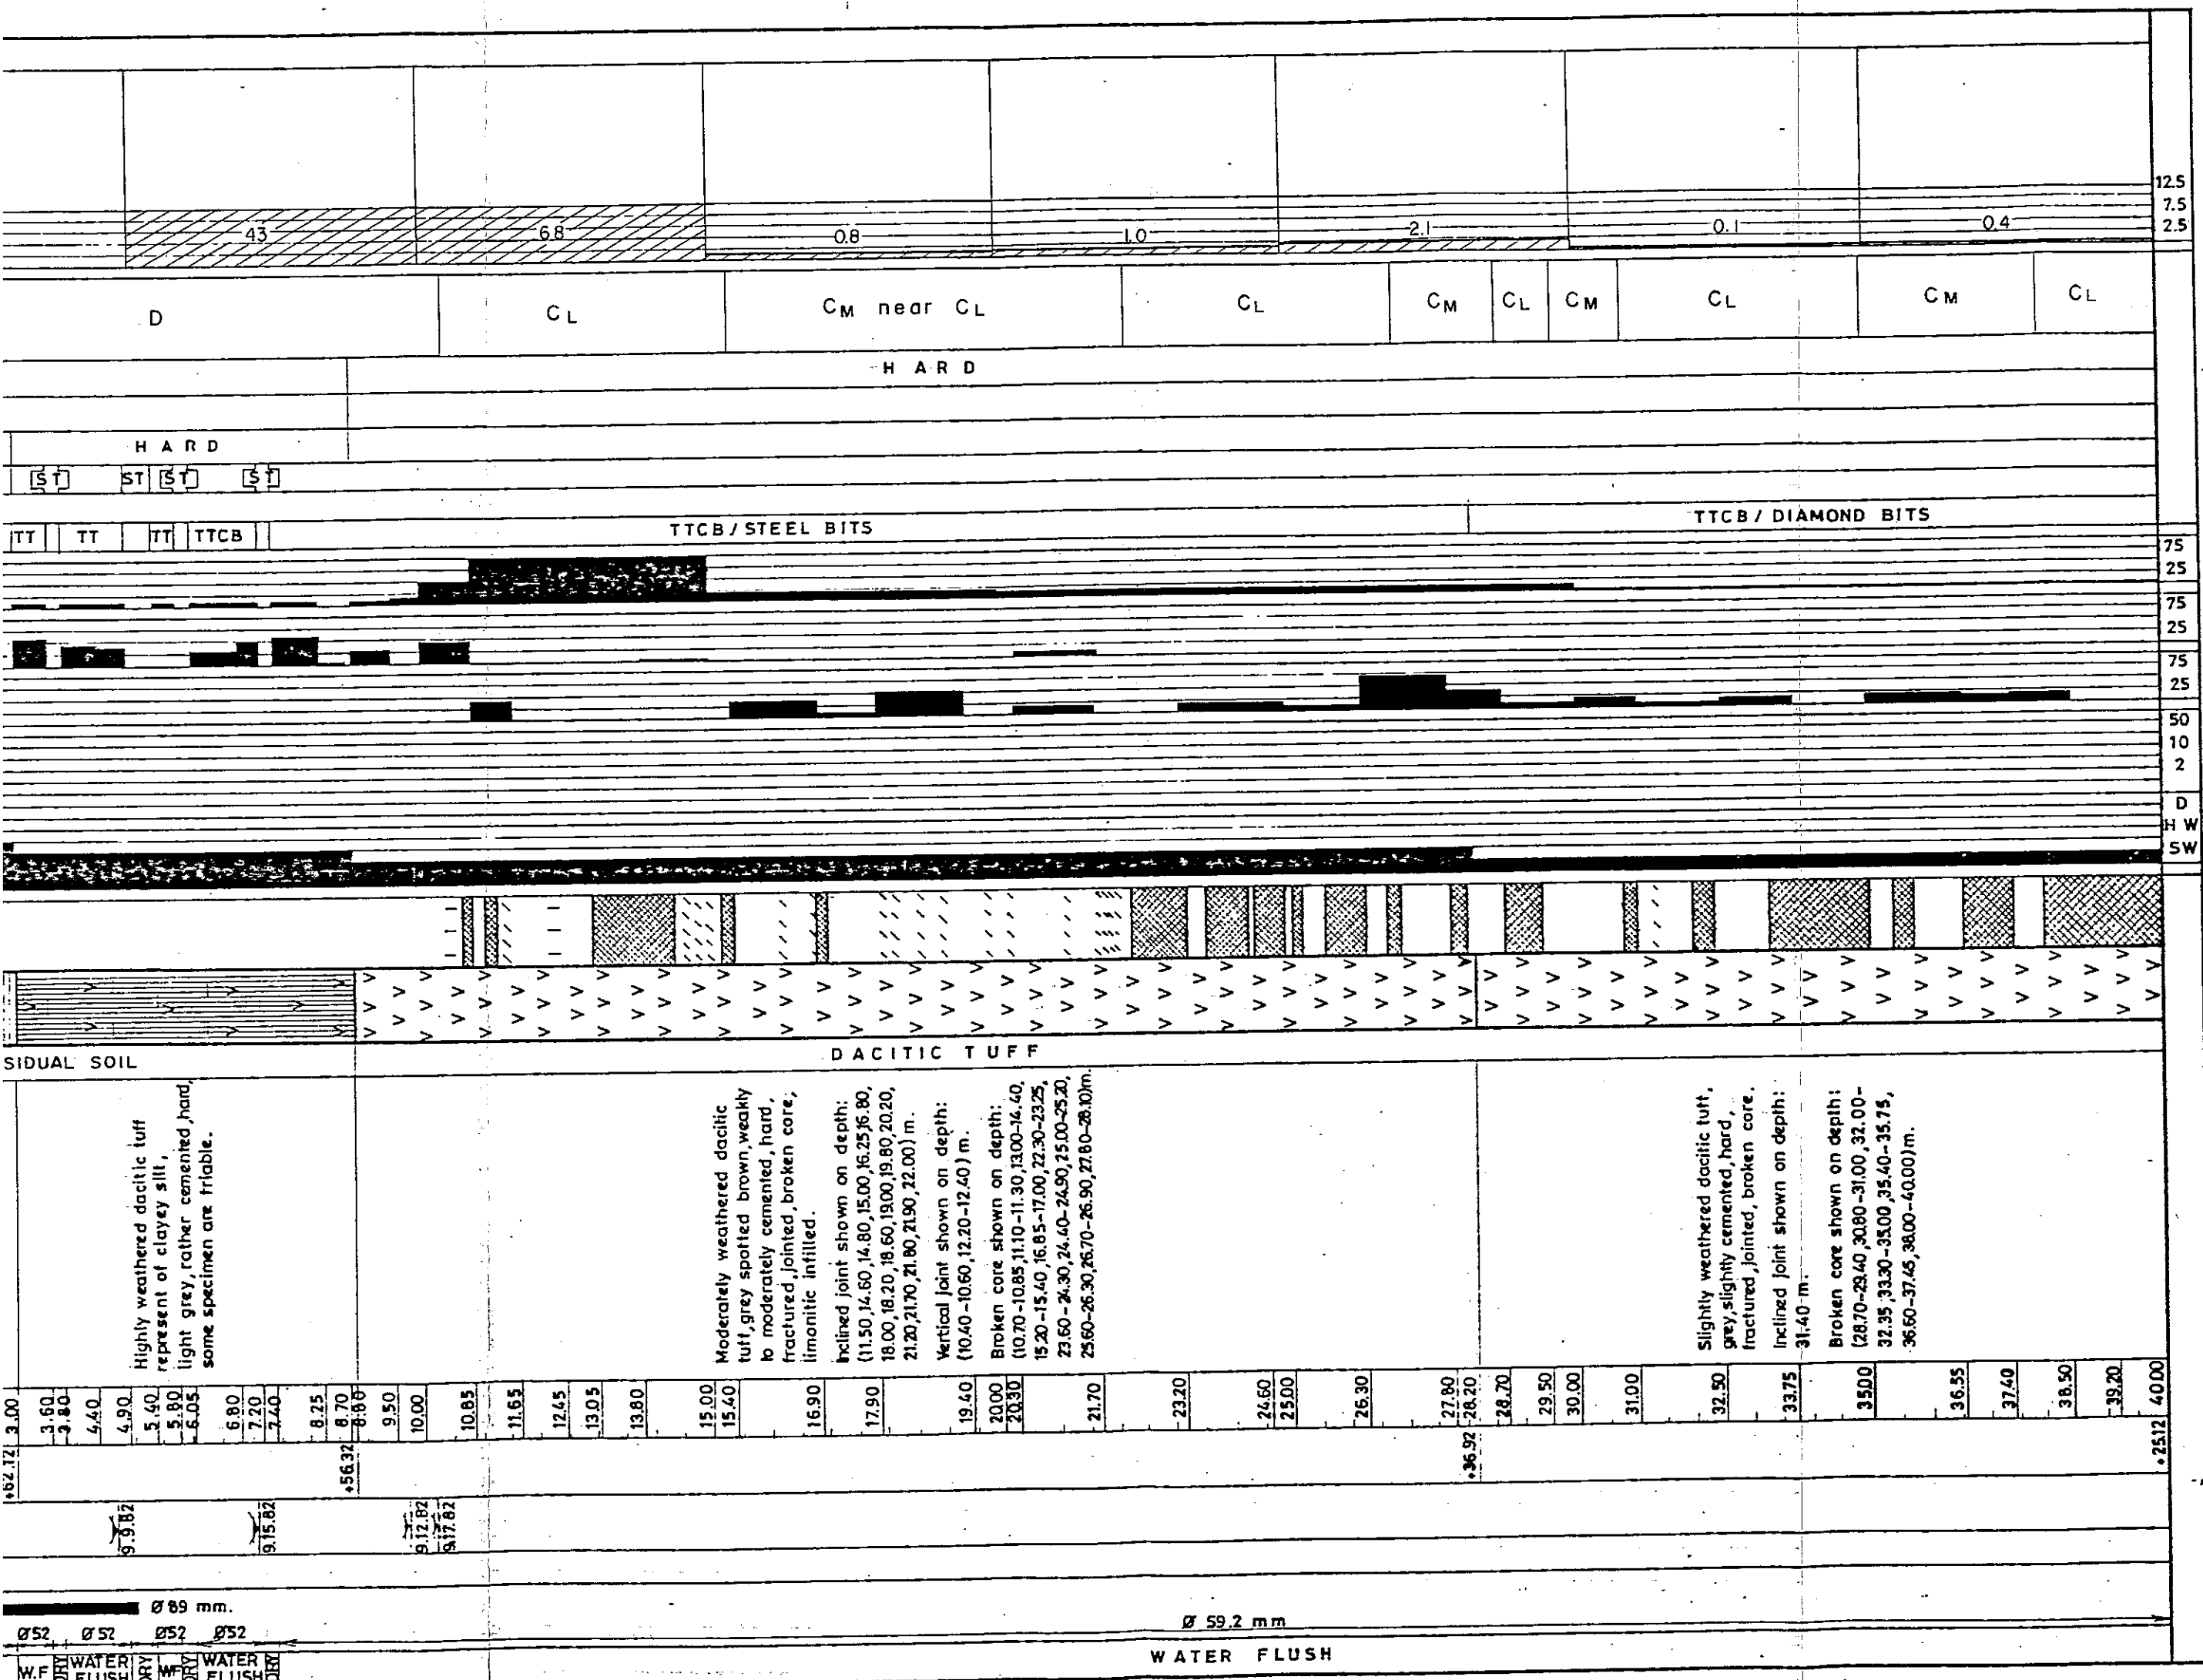 12.5
7.5
2.5
43
6.8
0.8
1.0
2.1
0.1
0.4
D
CL
CM near CL
CL
CM
CL
CM
CL
CM
CL
HARD
HARD
ST
ST
ST
ST
TT
TT
TT
TTCB
TTCB/STEEL BITS
TTCB/ DIAMOND BITS
75
25
75
25
75
25
50
10
2
D
HW
SW
SIDUAL SOIL
DACITIC TUFF
Highly weathered dacitic tuff
represent of clayey silt,
light grey, rather cemented, hard,
some specimen are friable.
Moderately weathered dacitic
tuff, grey spotted brown, weakly
to moderately cemented, hard,
fractured, jointed, broken core,
limonitic infilled.
Inclined joint shown on depth:
(11.50,14.60,14.80,15.00,16.25,16.80,
18.00,18.20,18.60,19.00,19.80,20.20,
21.20,21.70,21.80,21.90,22.00) m.
Vertical joint shown on depth:
(10.40-10.60,12.20-12.40) m.
Broken core shown on depth:
(10.70-10.85,11.10-11.30,13.00-14.40,
15.20-15.40,16.85-17.00,22.30-23.25,
23.60-24.30,24.40-24.90,25.00-25.20,
25.60-26.30,26.70-26.90,27.80-28.10)m.
Slightly weathered dacitic tuff,
grey, slightly cemented, hard,
fractured, jointed, broken core.
Inclined joint shown on depth:
31.40 m.
Broken core shown on depth:
(28.70-29.40,30.80-31.00,32.00-
32.35,33.30-35.00,35.40-35.75,
36.60-37.45,38.00-40.00)m.
3.00
3.60
3.80
4.40
4.90
5.40
5.80
6.05
6.80
7.20
7.40
8.25
8.70
8.80
9.50
10.00
10.85
11.65
12.45
13.05
13.80
15.00
15.40
16.90
17.90
19.40
20.00
20.30
21.70
23.20
24.60
25.00
26.30
27.80
28.20
28.70
29.50
30.00
31.00
32.50
33.75
35.00
36.55
37.40
38.50
39.20
40.00
+62.12
+56.32
+36.92
+25.12
9.9.82
9.15.82
9.12.82
9.17.82
Ø 89 mm.
Ø52
Ø52
Ø52
Ø52
Ø 59.2 mm
W.F
DRY
WATER
FLUSH
DRY
WF
DRY
WATER
FLUSH
DRY
WATER FLUSH